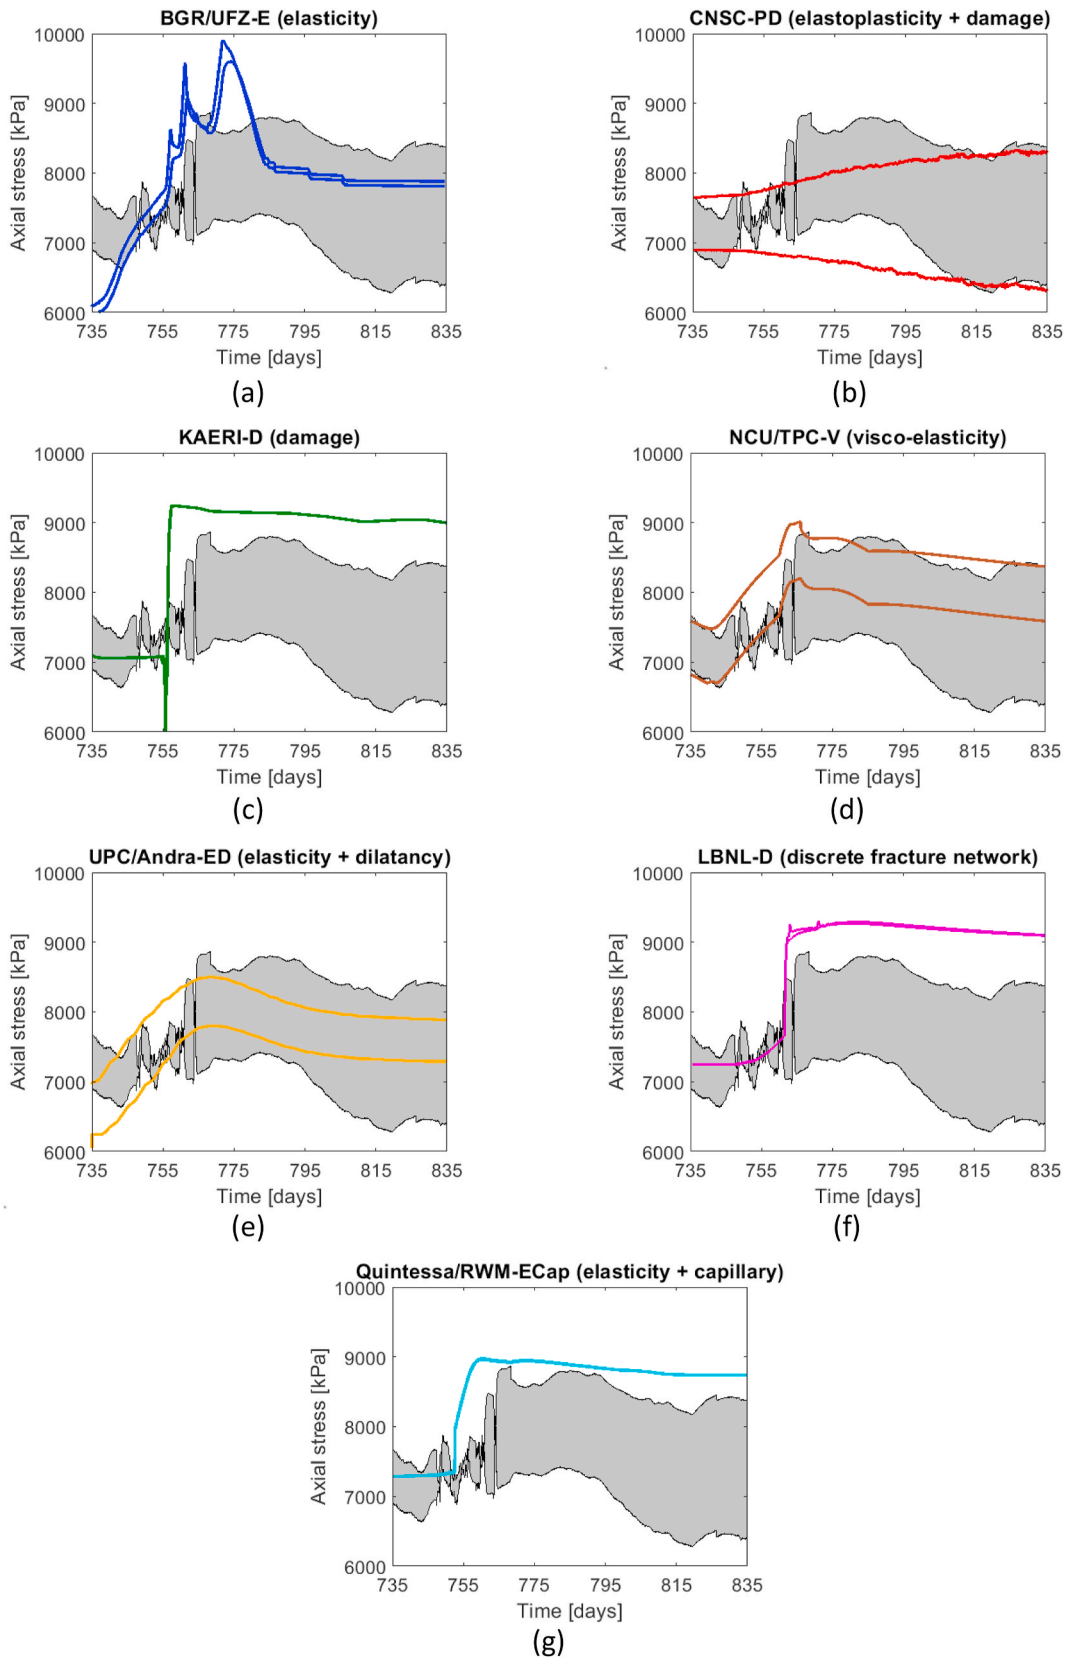 BGR/UFZ-E (elasticity)
10000
9000
8000
7000
6000
Axial stress [kPa]
735 755 775 795 815 835
Time [days]
(a)
CNSC-PD (elastoplasticity + damage)
10000
9000
8000
7000
6000
Axial stress [kPa]
735 755 775 795 815 835
Time [days]
(b)
KAERI-D (damage)
10000
9000
8000
7000
6000
Axial stress [kPa]
735 755 775 795 815 835
Time [days]
(c)
NCU/TPC-V (visco-elasticity)
10000
9000
8000
7000
6000
Axial stress [kPa]
735 755 775 795 815 835
Time [days]
(d)
UPC/Andra-ED (elasticity + dilatancy)
10000
9000
8000
7000
6000
Axial stress [kPa]
735 755 775 795 815 835
Time [days]
(e)
LBNL-D (discrete fracture network)
10000
9000
8000
7000
6000
Axial stress [kPa]
735 755 775 795 815 835
Time [days]
(f)
Quintessa/RWM-ECap (elasticity + capillary)
10000
9000
8000
7000
6000
Axial stress [kPa]
735 755 775 795 815 835
Time [days]
(g)